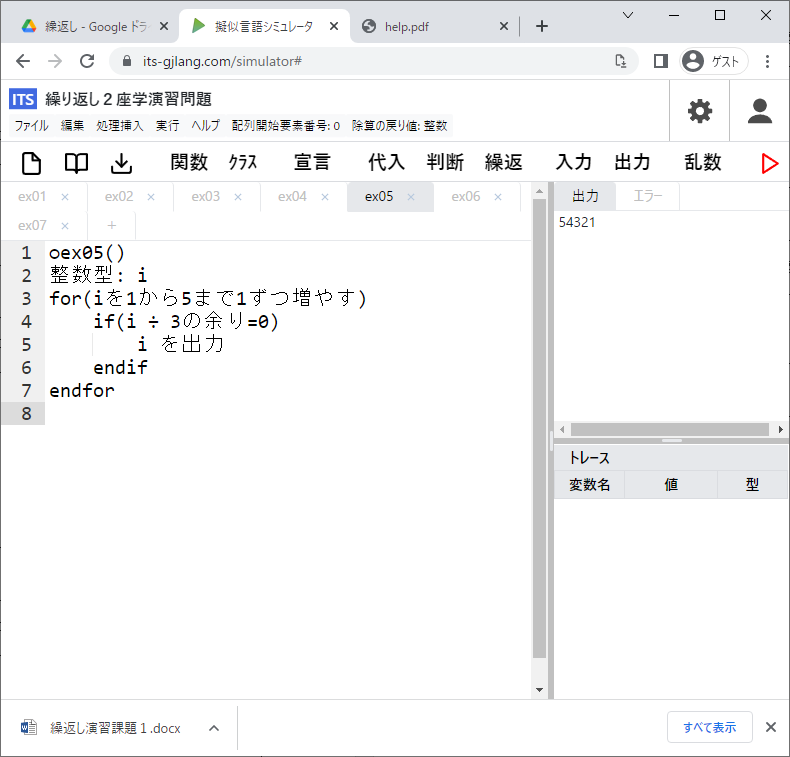 繰返し - Google ドラ
擬似言語シミュレータ
help.pdf
its-gjlang.com/simulator#
ゲスト
ITS 繰り返し２座学演習問題
ファイル 編集 処理挿入 実行 ヘルプ 配列開始要素番号: 0 除算の戻り値: 整数
関数 クラス 宣言 代入 判断 繰返 入力 出力 乱数
ex01 ex02 ex03 ex04 ex05 ex06
ex07
出力 エラー
54321
1 oex05()
2 整数型: i
3 for(iを1から5まで1ずつ増やす)
4 if(i ÷ 3の余り=0)
5 i を出力
6 endif
7 endfor
8
トレース
変数名 値 型
繰返し演習課題１.docx
すべて表示